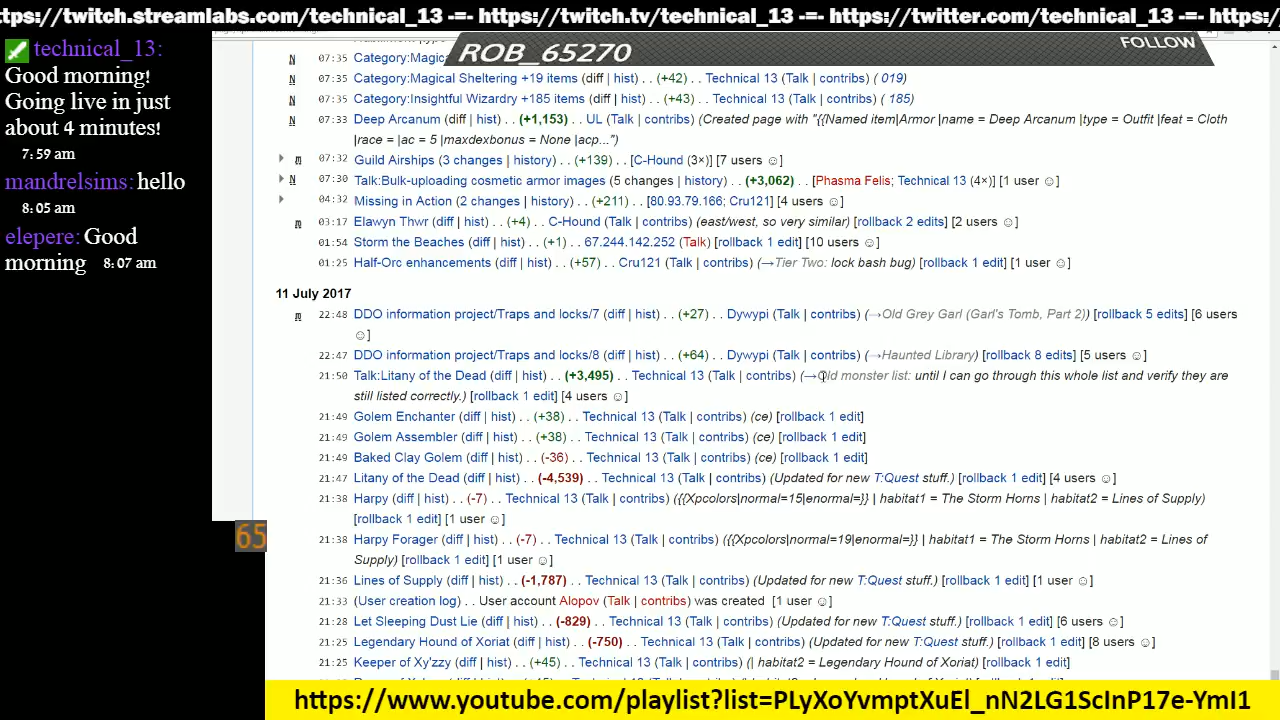 ttps://twitch.streamlabs.com/technical_13 -=- https://twitch.tv/technical_13 -=- https://twitter.com/technical_13 -=- https:/
technical_13:
Good morning!
Going live in just
about 4 minutes!
7:59 am
mandrelsims: hello
8:05 am
elepere: Good
morning 8:07 am
ROB_65270
FOLLOW
N 07:35 Category:Magic
N 07:35 Category:Magical Sheltering +19 items (diff | hist) . . (+42) . . Technical 13 (Talk | contribs) ( 019)
N 07:35 Category:Insightful Wizardry +185 items (diff | hist) . . (+43) . . Technical 13 (Talk | contribs) ( 185)
N 07:33 Deep Arcanum (diff | hist) . . (+1,153) . . UL (Talk | contribs) (Created page with "{{Named item|Armor |name = Deep Arcanum |type = Outfit |feat = Cloth
|race = |ac = 5 |maxdexbonus = None |acp...")
m 07:32 Guild Airships (3 changes | history) . . (+139) . . [C-Hound (3×)] [7 users ☺]
N 07:30 Talk:Bulk-uploading cosmetic armor images (5 changes | history) . . (+3,062) . . [Phasma Felis; Technical 13 (4×)] [1 user ☺]
04:32 Missing in Action (2 changes | history) . . (+211) . . [80.93.79.166; Cru121] [4 users ☺]
m 03:17 Elawyn Thwr (diff | hist) . . (+4) . . C-Hound (Talk | contribs) (east/west, so very similar) [rollback 2 edits] [2 users ☺]
01:54 Storm the Beaches (diff | hist) . . (+1) . . 67.244.142.252 (Talk) [rollback 1 edit] [10 users ☺]
01:25 Half-Orc enhancements (diff | hist) . . (+57) . . Cru121 (Talk | contribs) (→Tier Two: lock bash bug) [rollback 1 edit] [1 user ☺]
11 July 2017
m 22:48 DDO information project/Traps and locks/7 (diff | hist) . . (+27) . . Dywypi (Talk | contribs) (→Old Grey Garl (Garl's Tomb, Part 2)) [rollback 5 edits] [6 users
☺]
22:47 DDO information project/Traps and locks/8 (diff | hist) . . (+64) . . Dywypi (Talk | contribs) (→Haunted Library) [rollback 8 edits] [5 users ☺]
21:50 Talk:Litany of the Dead (diff | hist) . . (+3,495) . . Technical 13 (Talk | contribs) (→Old monster list: until I can go through this whole list and verify they are
still listed correctly.) [rollback 1 edit] [4 users ☺]
21:49 Golem Enchanter (diff | hist) . . (+38) . . Technical 13 (Talk | contribs) (ce) [rollback 1 edit]
21:49 Golem Assembler (diff | hist) . . (+38) . . Technical 13 (Talk | contribs) (ce) [rollback 1 edit]
21:49 Baked Clay Golem (diff | hist) . . (-36) . . Technical 13 (Talk | contribs) (ce) [rollback 1 edit]
21:47 Litany of the Dead (diff | hist) . . (-4,539) . . Technical 13 (Talk | contribs) (Updated for new T:Quest stuff.) [rollback 1 edit] [4 users ☺]
21:38 Harpy (diff | hist) . . (-7) . . Technical 13 (Talk | contribs) ({{Xpcolors|normal=15|enormal=}} | habitat1 = The Storm Horns | habitat2 = Lines of Supply)
[rollback 1 edit] [1 user ☺]
21:38 Harpy Forager (diff | hist) . . (-7) . . Technical 13 (Talk | contribs) ({{Xpcolors|normal=19|enormal=}} | habitat1 = The Storm Horns | habitat2 = Lines of
Supply) [rollback 1 edit] [1 user ☺]
21:36 Lines of Supply (diff | hist) . . (-1,787) . . Technical 13 (Talk | contribs) (Updated for new T:Quest stuff.) [rollback 1 edit] [1 user ☺]
21:33 (User creation log) . . User account Alopov (Talk | contribs) was created [1 user ☺]
21:28 Let Sleeping Dust Lie (diff | hist) . . (-829) . . Technical 13 (Talk | contribs) (Updated for new T:Quest stuff.) [rollback 1 edit] [6 users ☺]
21:25 Legendary Hound of Xoriat (diff | hist) . . (-750) . . Technical 13 (Talk | contribs) (Updated for new T:Quest stuff.) [rollback 1 edit] [8 users ☺]
21:25 Keeper of Xy'zzy (diff | hist) . . (+45) . . Technical 13 (Talk | contribs) (| habitat2 = Legendary Hound of Xoriat) [rollback 1 edit]
65
https://www.youtube.com/playlist?list=PLyXoYvmptXuEl_nN2LG1ScInP17e-YmI1